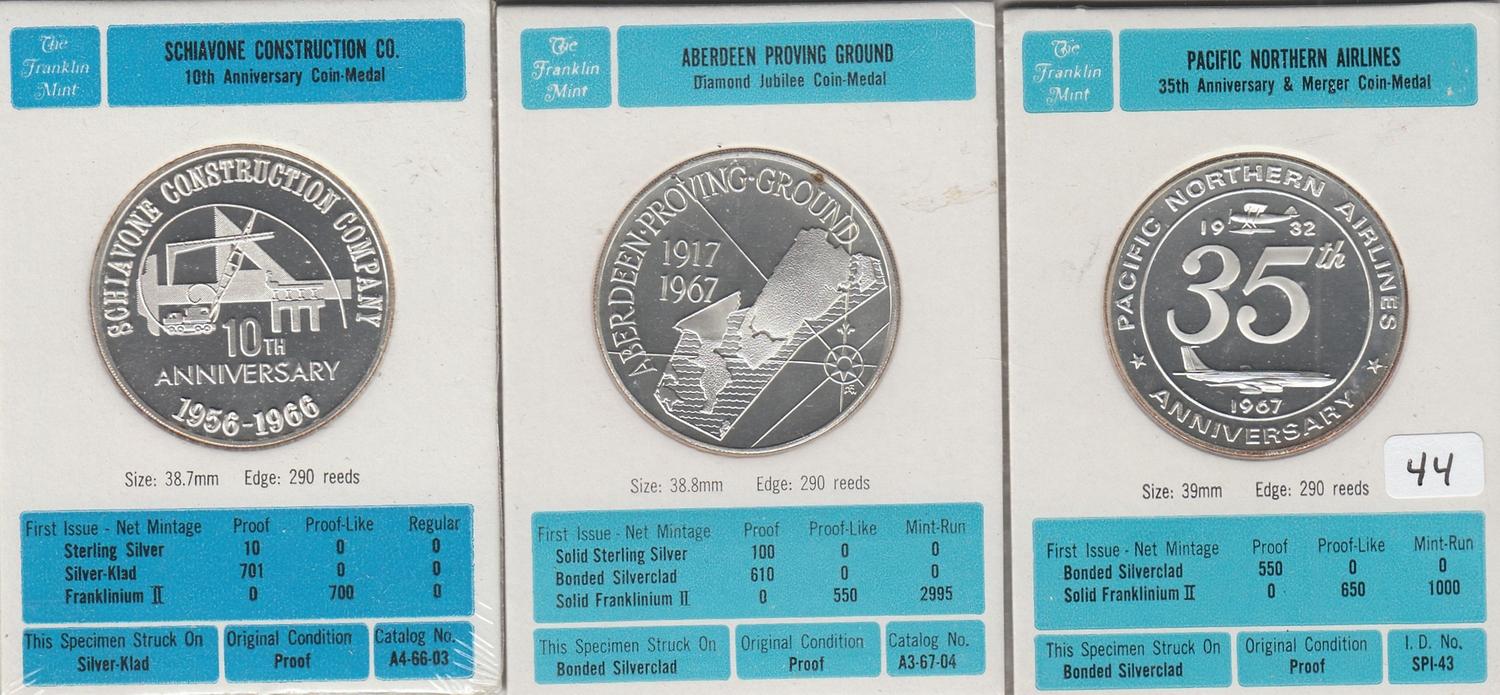 The
Franklin
Mint
SCHIAVONE CONSTRUCTION CO.
10th Anniversary Coin-Medal
SCHIAVONE CONSTRUCTION COMPANY
10TH
ANNIVERSARY
1956-1966
Size: 38.7mm Edge: 290 reeds
First Issue - Net Mintage Proof Proof-Like Regular
Sterling Silver 10 0 0
Silver-Klad 701 0 0
Franklinium II 0 700 0
This Specimen Struck On
Silver-Klad
Original Condition
Proof
Catalog No.
A4-66-03
The
Franklin
Mint
ABERDEEN PROVING GROUND
Diamond Jubilee Coin-Medal
ABERDEEN·PROVING·GROUND
1917
1967
Size: 38.8mm Edge: 290 reeds
First Issue - Net Mintage Proof Proof-Like Mint-Run
Solid Sterling Silver 100 0 0
Bonded Silverclad 610 0 0
Solid Franklinium II 0 550 2995
This Specimen Struck On
Bonded Silverclad
Original Condition
Proof
Catalog No.
A3-67-04
The
Franklin
Mint
PACIFIC NORTHERN AIRLINES
35th Anniversary & Merger Coin-Medal
PACIFIC NORTHERN AIRLINES
19 32
35th
1967
ANNIVERSARY
44
Size: 39mm Edge: 290 reeds
First Issue - Net Mintage Proof Proof-Like Mint-Run
Bonded Silverclad 550 0 0
Solid Franklinium II 0 650 1000
This Specimen Struck On
Bonded Silverclad
Original Condition
Proof
I. D. No.
SPI-43